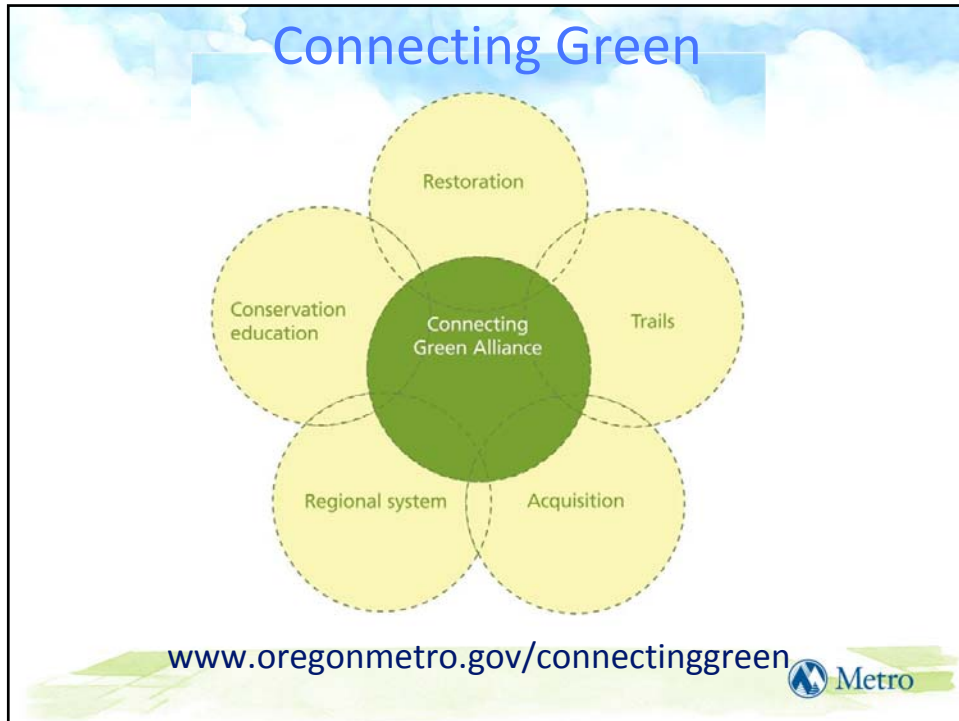 Connecting Green
Restoration
Conservation
education
Connecting
Green Alliance
Trails
Regional system
Acquisition
www.oregonmetro.gov/connectinggreen
Metro